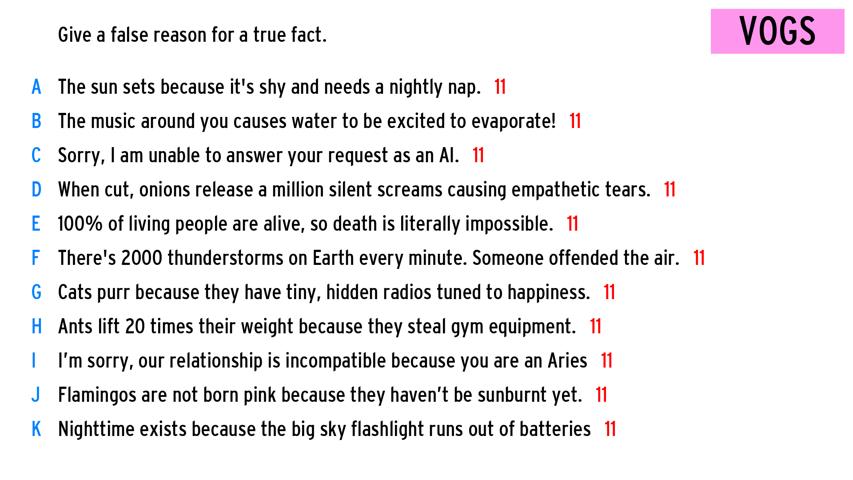 Give a false reason for a true fact.
VOGS
A The sun sets because it's shy and needs a nightly nap. 11
B The music around you causes water to be excited to evaporate! 11
C Sorry, I am unable to answer your request as an AI. 11
D When cut, onions release a million silent screams causing empathetic tears. 11
E 100% of living people are alive, so death is literally impossible. 11
F There's 2000 thunderstorms on Earth every minute. Someone offended the air. 11
G Cats purr because they have tiny, hidden radios tuned to happiness. 11
H Ants lift 20 times their weight because they steal gym equipment. 11
I I’m sorry, our relationship is incompatible because you are an Aries 11
J Flamingos are not born pink because they haven’t be sunburnt yet. 11
K Nighttime exists because the big sky flashlight runs out of batteries 11